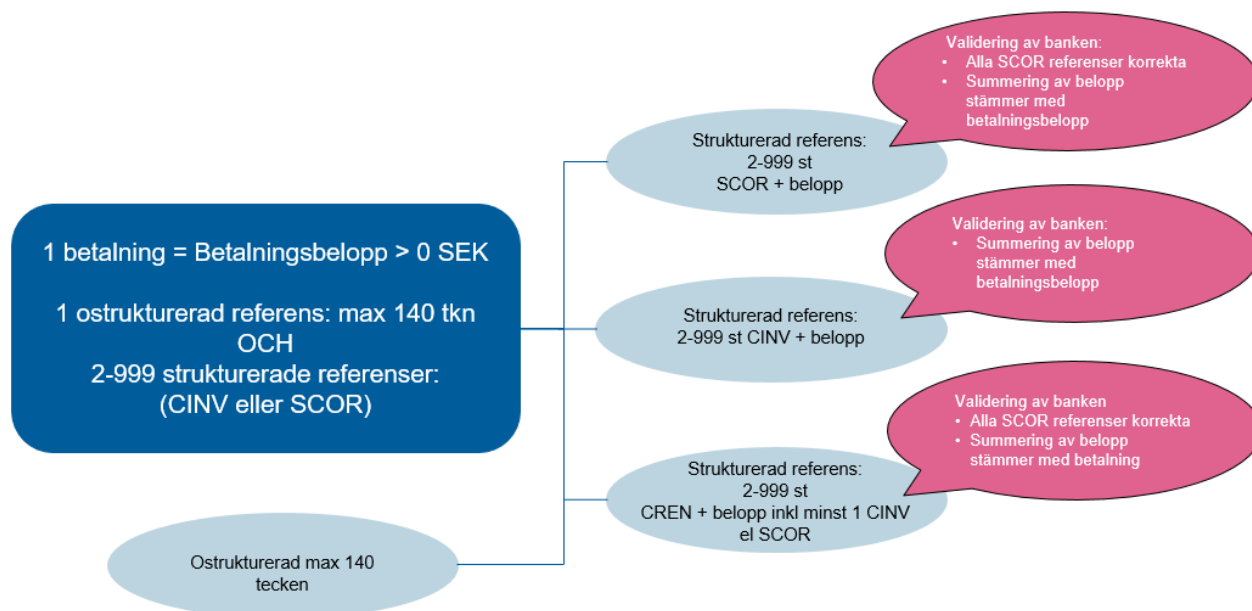 1 betalning = Betalningsbelopp > 0 SEK
1 ostrukturerad referens: max 140 tkn
OCH
2-999 strukturerade referenser:
(CINV eller SCOR)
Ostrukturerad max 140
tecken
Strukturerad referens:
2-999 st
SCOR + belopp
Validering av banken:
• Alla SCOR referenser korrekta
• Summering av belopp
stämmer med
betalningsbelopp
Strukturerad referens:
2-999 st CINV + belopp
Validering av banken:
• Summering av belopp
stämmer med
betalningsbelopp
Strukturerad referens:
2-999 st
CREN + belopp inkl minst 1 CINV
el SCOR
Validering av banken
• Alla SCOR referenser korrekta
• Summering av belopp
stämmer med betalning